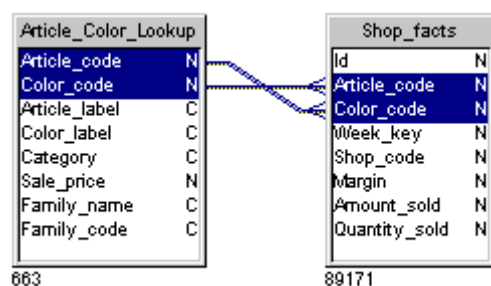 Article_Color_Lookup
Article_code N
Color_code N
Article_label C
Color_label C
Category C
Sale_price N
Family_name C
Family_code C
663
Shop_facts
Id N
Article_code N
Color_code N
Week_key N
Shop_code N
Margin N
Amount_sold N
Quantity_sold N
89171